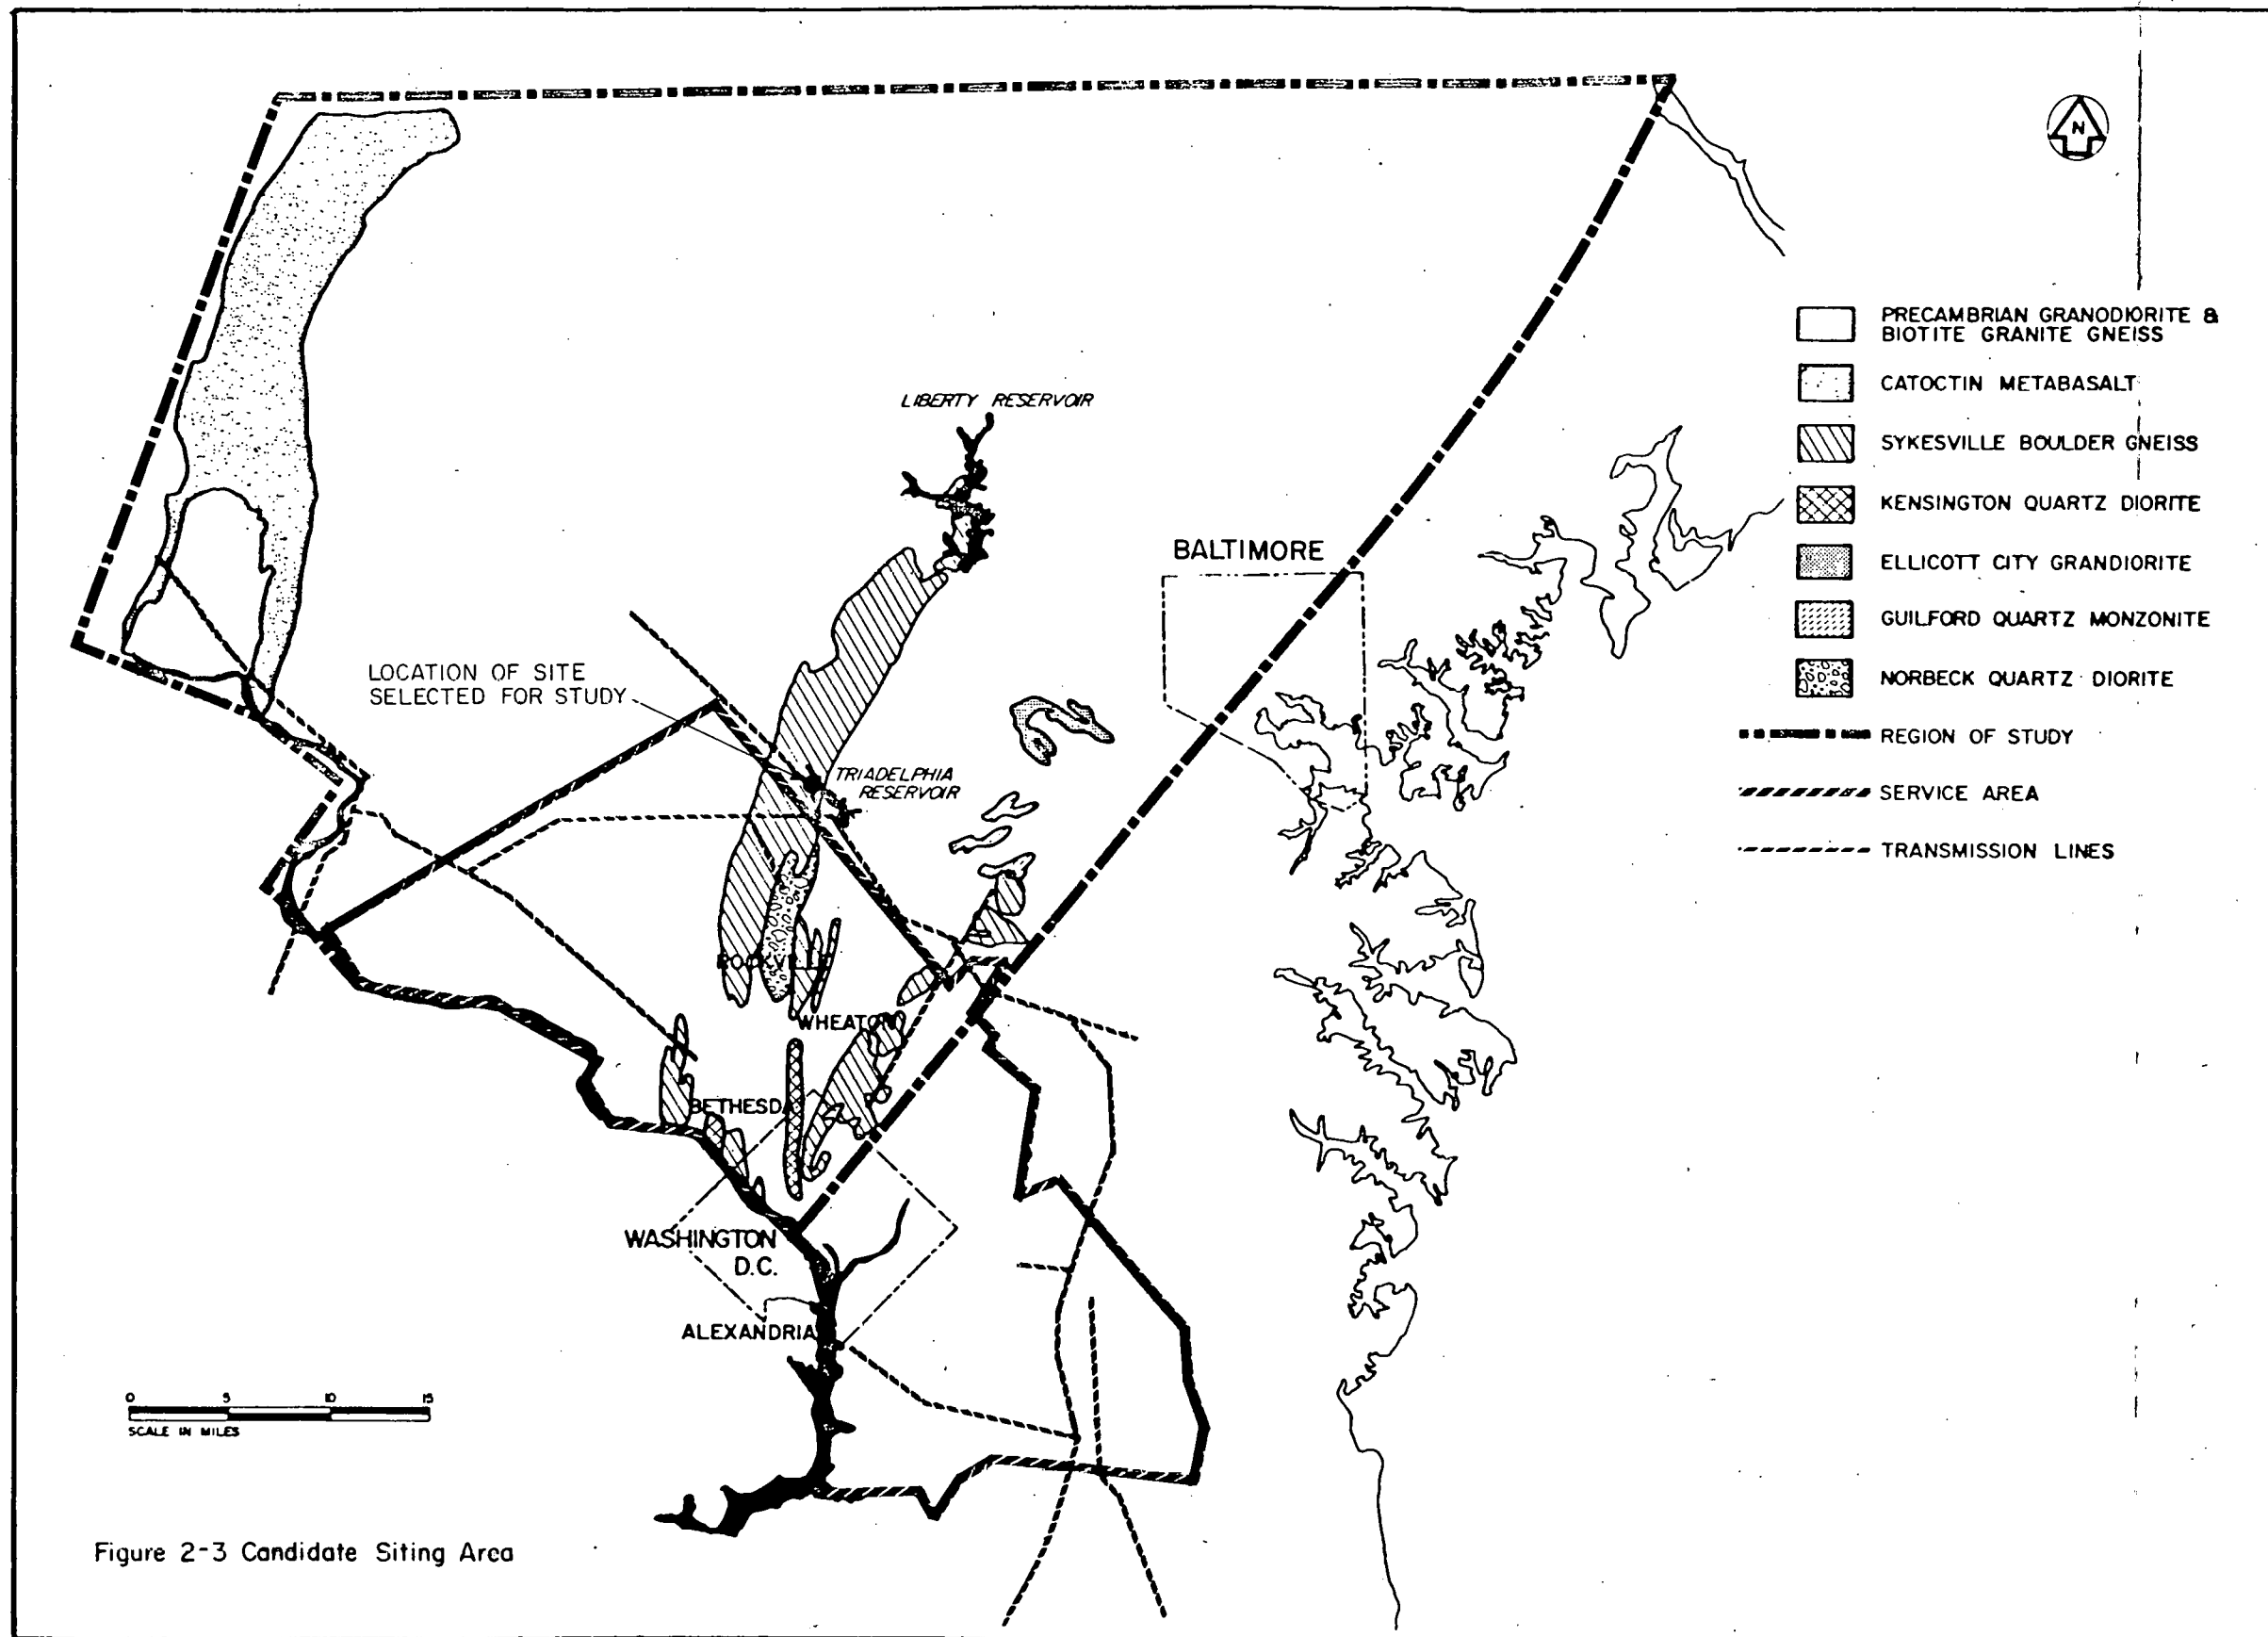 N
PRECAMBRIAN GRANODIORITE &
BIOTITE GRANITE GNEISS
CATOCTIN METABASALT
SYKESVILLE BOULDER GNEISS
KENSINGTON QUARTZ DIORITE
ELLICOTT CITY GRANDIORITE
GUILFORD QUARTZ MONZONITE
NORBECK QUARTZ DIORITE
REGION OF STUDY
SERVICE AREA
TRANSMISSION LINES
LIBERTY RESERVOIR
BALTIMORE
LOCATION OF SITE
SELECTED FOR STUDY
TRIADELPHIA
RESERVOIR
ROCKVILLE
WHEATON
BETHESDA
WASHINGTON
D.C.
ALEXANDRIA
0 5 10 15
SCALE IN MILES
Figure 2-3 Candidate Siting Area